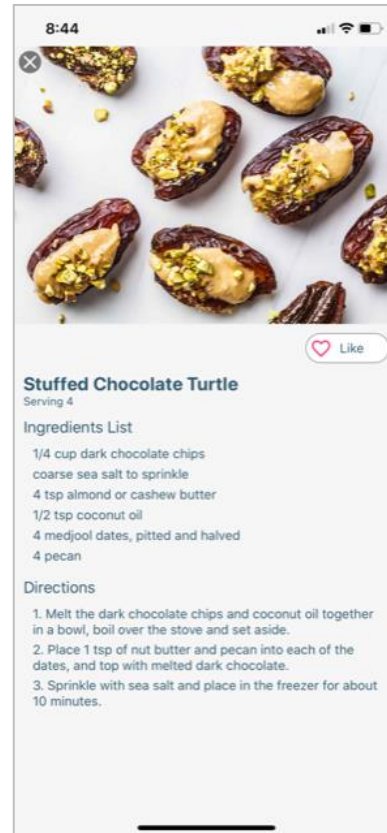 8:44
Like
Stuffed Chocolate Turtle
Serving 4
Ingredients List
1/4 cup dark chocolate chips
coarse sea salt to sprinkle
4 tsp almond or cashew butter
1/2 tsp coconut oil
4 medjool dates, pitted and halved
4 pecan
Directions
1. Melt the dark chocolate chips and coconut oil together
in a bowl, boil over the stove and set aside.
2. Place 1 tsp of nut butter and pecan into each of the
dates, and top with melted dark chocolate.
3. Sprinkle with sea salt and place in the freezer for about
10 minutes.